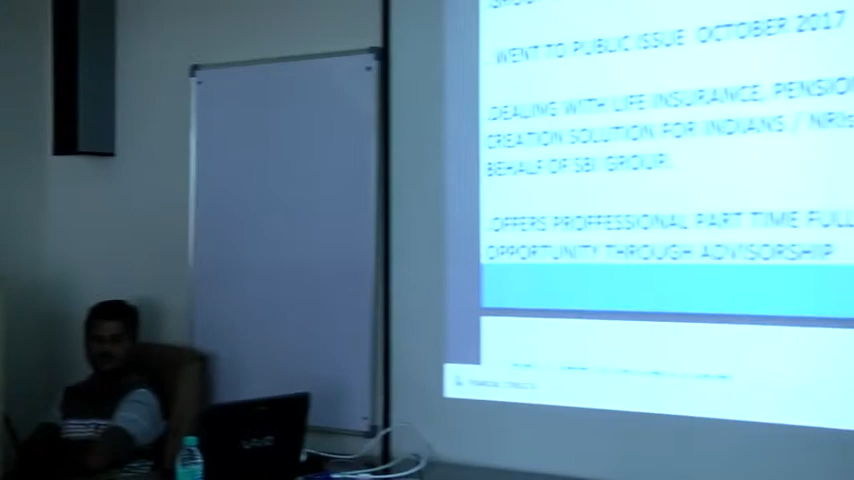 WENT TO PUBLIC ISSUE OCTOBER 2017
.DEALING WITH LIFE INSURANCE, PENSION
CREATION SOLUTION FOR INDIANS / NRIs
BEHALF OF SBI GROUP.
.OFFERS PROFFESSIONAL PART TIME FULL
OPPORTUNITY THROUGH ADVISORSHIP
VAIO